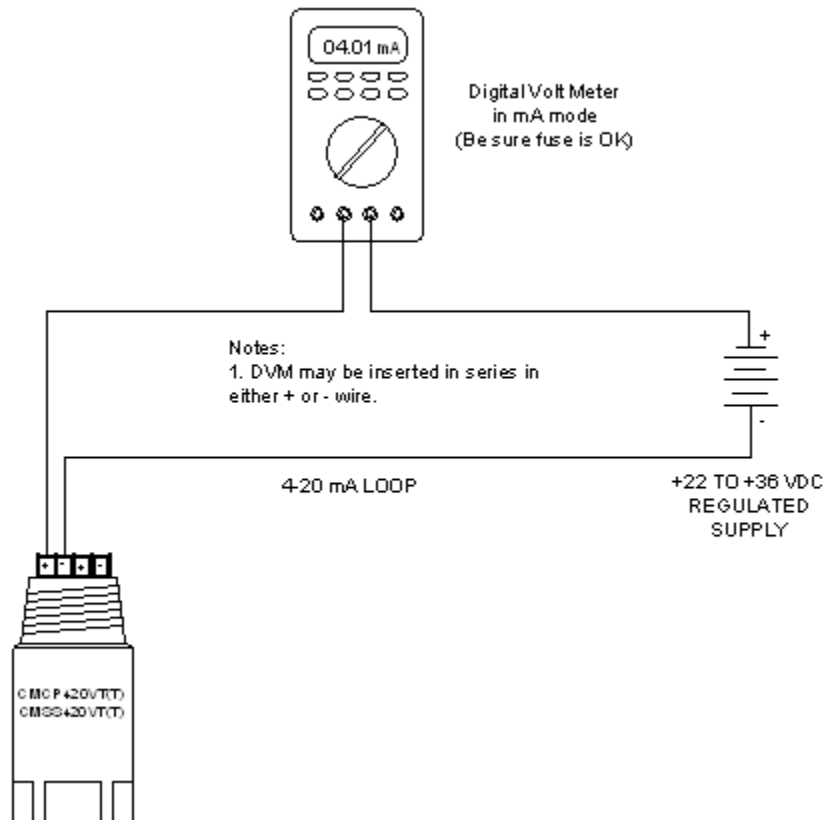 04.01 mA
Digital Volt Meter
in mA mode
(Be sure fuse is OK)
+
Notes:
1. DVM may be inserted in series in
either + or - wire.
-
4-20 mA LOOP
+22 TO +36 VDC
REGULATED
SUPPLY
+ - + -
CMCP420VT(T)
CMSS420VT(T)